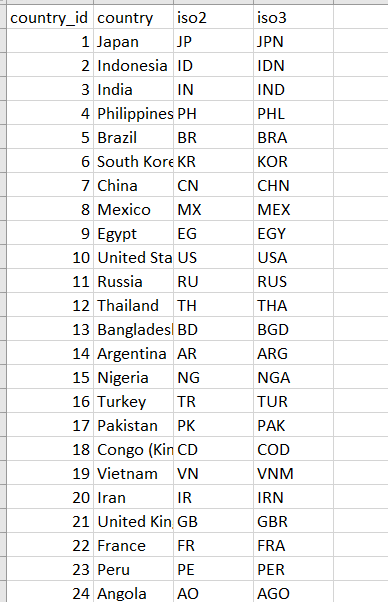 country_id country iso2 iso3
1 Japan JP JPN
2 Indonesia ID IDN
3 India IN IND
4 Philippines PH PHL
5 Brazil BR BRA
6 South Kore KR KOR
7 China CN CHN
8 Mexico MX MEX
9 Egypt EG EGY
10 United Sta US USA
11 Russia RU RUS
12 Thailand TH THA
13 Banglades BD BGD
14 Argentina AR ARG
15 Nigeria NG NGA
16 Turkey TR TUR
17 Pakistan PK PAK
18 Congo (Kin CD COD
19 Vietnam VN VNM
20 Iran IR IRN
21 United Kin GB GBR
22 France FR FRA
23 Peru PE PER
24 Angola AO AGO